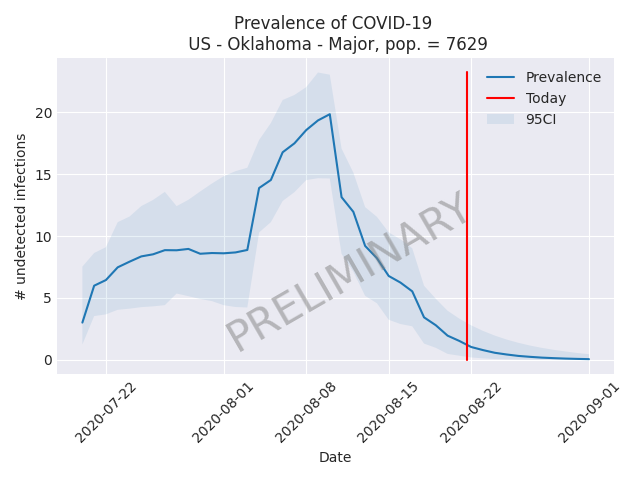 Prevalence of COVID-19
US - Oklahoma - Major, pop. = 7629
Prevalence
Today
95CI
# undetected infections
20
15
10
5
0
PRELIMINARY
2020-07-22
2020-08-01
2020-08-08
2020-08-15
2020-08-22
2020-09-01
Date